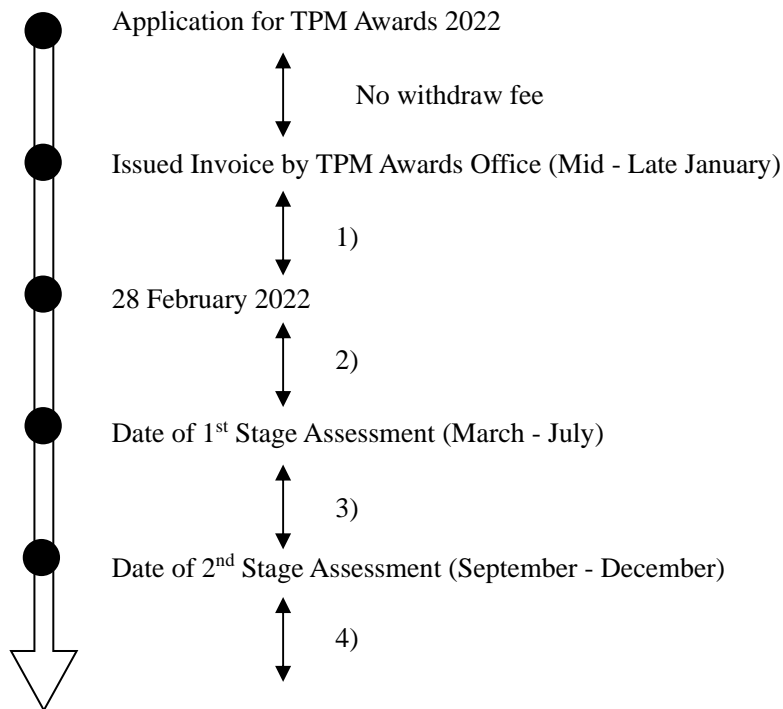 Application for TPM Awards 2022
No withdraw fee
Issued Invoice by TPM Awards Office (Mid - Late January)
1)
28 February 2022
2)
Date of 1st Stage Assessment (March - July)
3)
Date of 2nd Stage Assessment (September - December)
4)